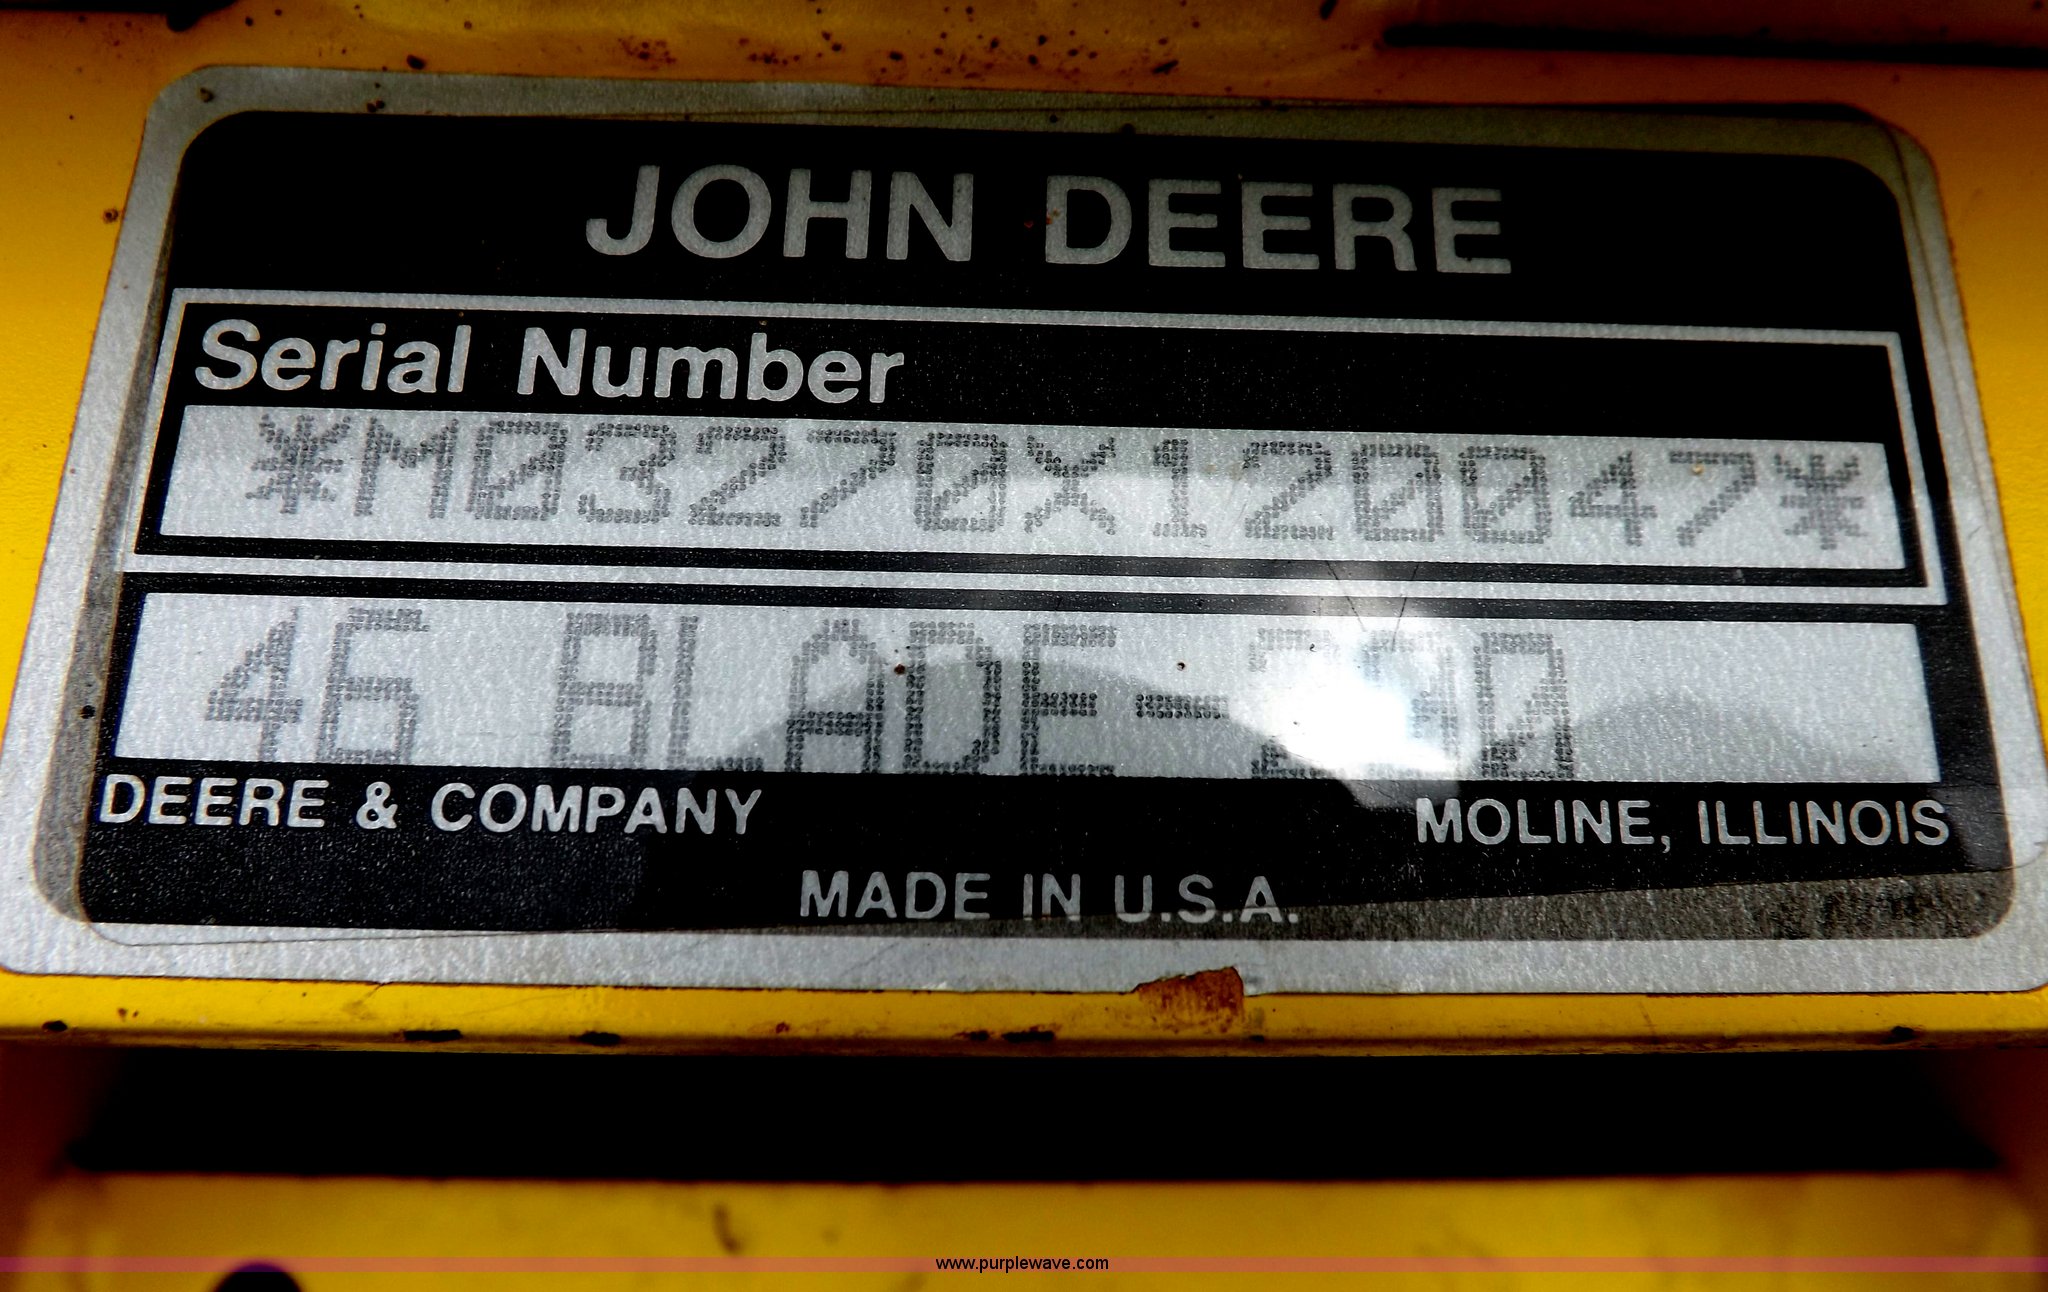 JOHN DEERE
Serial Number
*M03270X120047*
46 BLADE-
DEERE & COMPANY MOLINE, ILLINOIS
MADE IN U.S.A.
www.purplewave.com